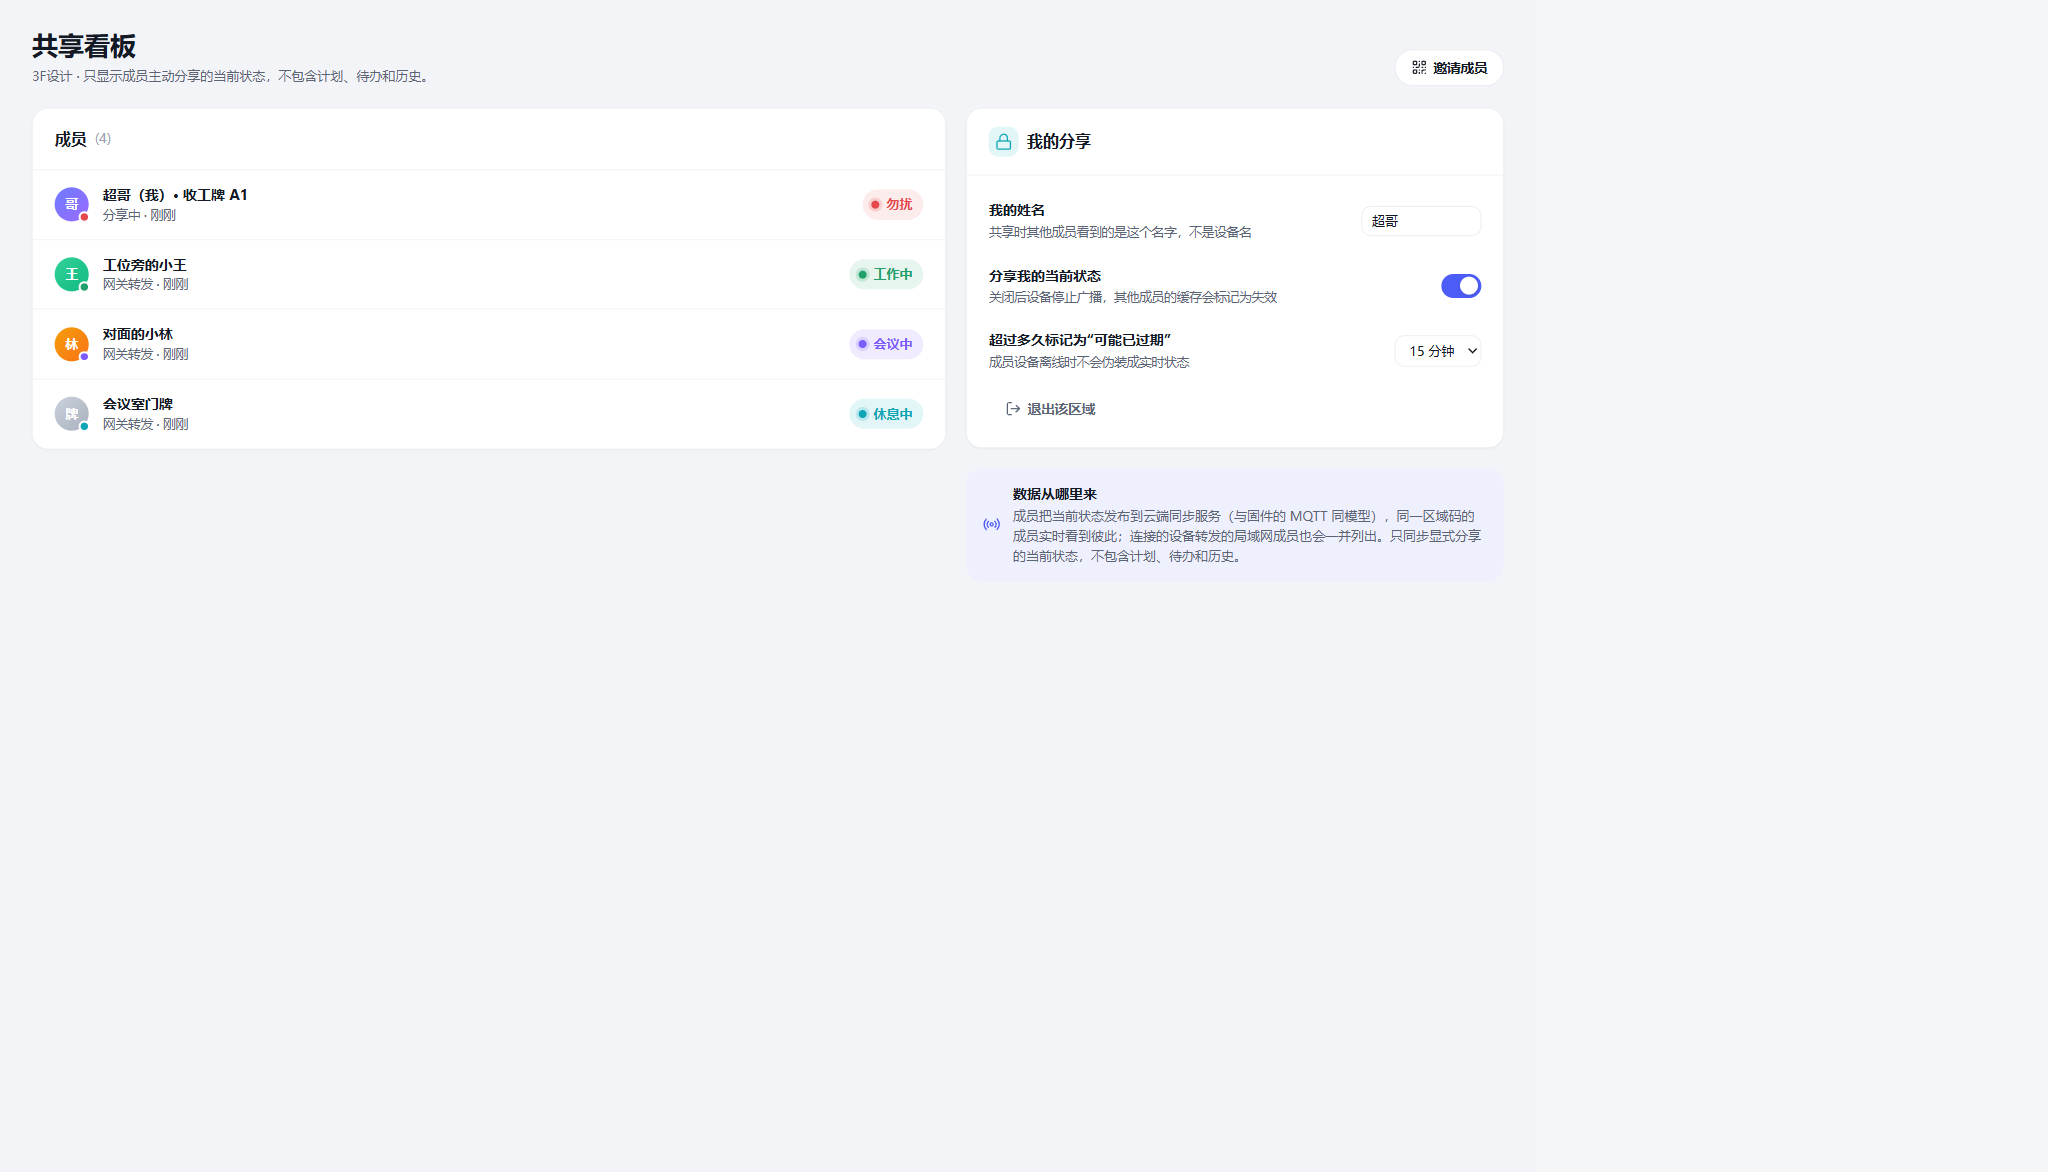 共享看板
3F设计 · 只显示成员主动分享的当前状态，不包含计划、待办和历史。
邀请成员
成员 (4)
哥
超哥（我）• 收工牌 A1
分享中 · 刚刚
勿扰
王
工位旁的小王
网关转发 · 刚刚
工作中
林
对面的小林
网关转发 · 刚刚
会议中
牌
会议室门牌
网关转发 · 刚刚
休息中
我的分享
我的姓名
共享时其他成员看到的是这个名字，不是设备名
超哥
分享我的当前状态
关闭后设备停止广播，其他成员的缓存会标记为失效
超过多久标记为“可能已过期”
成员设备离线时不会伪装成实时状态
15 分钟
退出该区域
数据从哪里来
成员把当前状态发布到云端同步服务（与固件的 MQTT 同模型），同一区域码的
成员实时看到彼此；连接的设备转发的局域网成员也会一并列出。只同步显式分享
的当前状态，不包含计划、待办和历史。